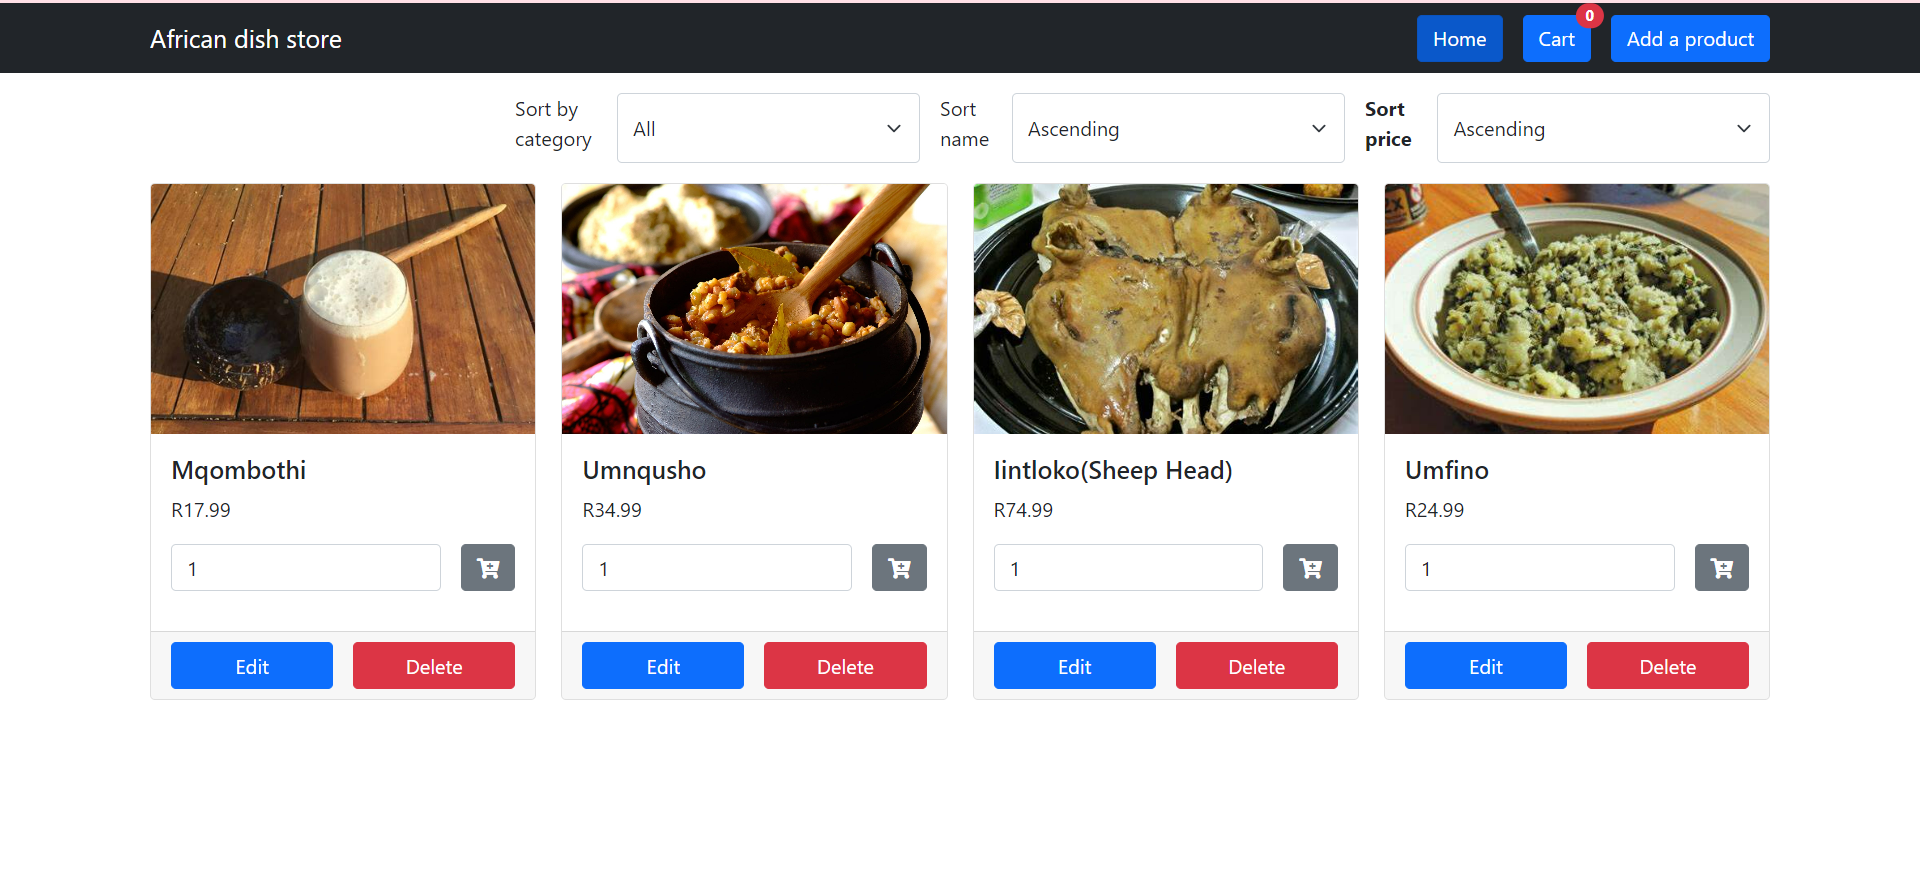 African dish store
Home
Cart
0
Add a product
Sort by
category
All
Sort
name
Ascending
Sort
price
Ascending
Mqombothi
R17.99
1
Edit
Delete
Umnqusho
R34.99
1
Edit
Delete
Iintloko(Sheep Head)
R74.99
1
Edit
Delete
Umfino
R24.99
1
Edit
Delete